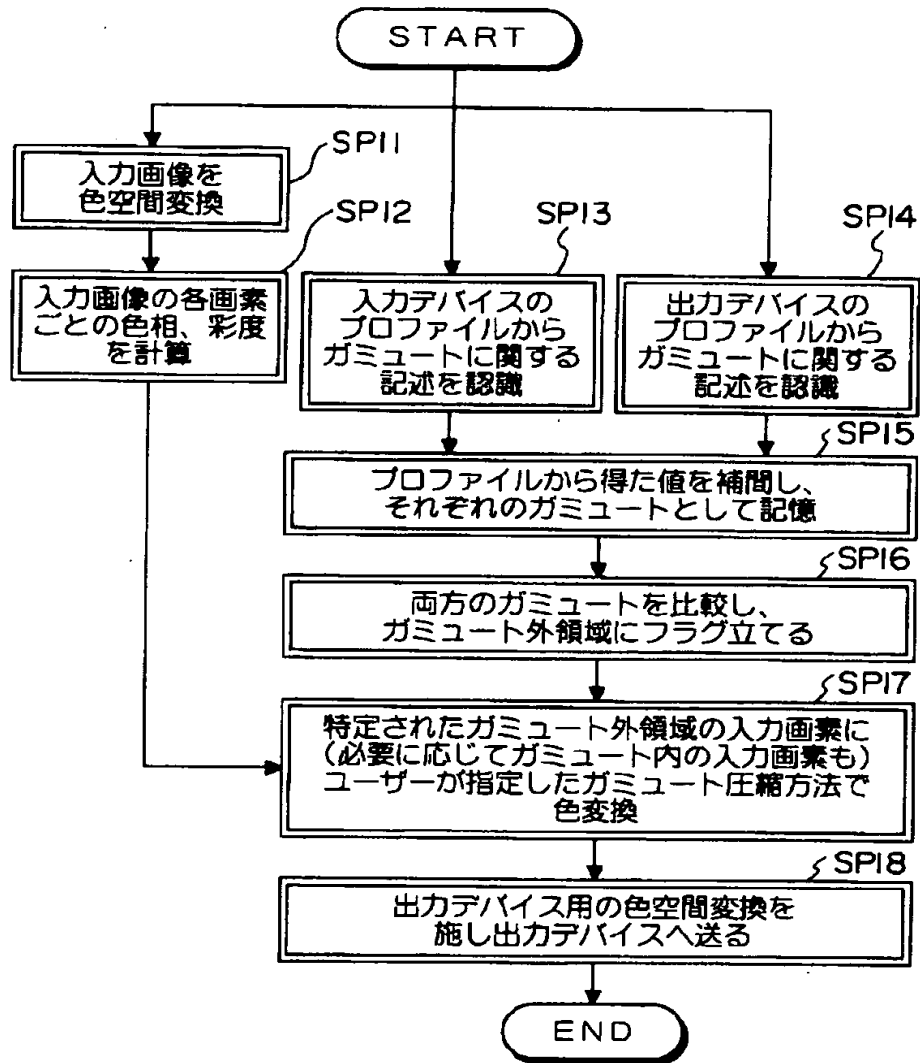 START
SP11
入力画像を
色空間変換
SP12
入力画像の各画素
ごとの色相、彩度
を計算
SP13
入力デバイスの
プロファイルから
ガミュートに関する
記述を認識
SP14
出力デバイスの
プロファイルから
ガミュートに関する
記述を認識
SP15
プロファイルから得た値を補間し、
それぞれのガミュートとして記憶
SP16
両方のガミュートを比較し、
ガミュート外領域にフラグ立てる
SP17
特定されたガミュート外領域の入力画素に
(必要に応じてガミュート内の入力画素も)
ユーザーが指定したガミュート圧縮方法で
色変換
SP18
出力デバイス用の色空間変換を
施し出力デバイスへ送る
END